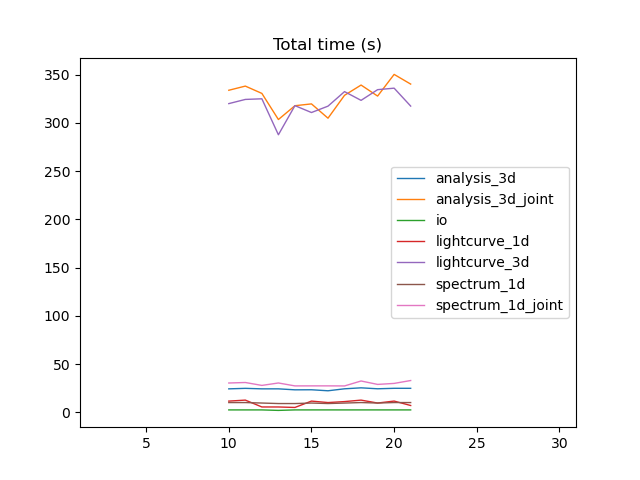 Total time (s)
350
300
250
200
150
100
50
0
analysis_3d
analysis_3d_joint
io
lightcurve_1d
lightcurve_3d
spectrum_1d
spectrum_1d_joint
5 10 15 20 25 30